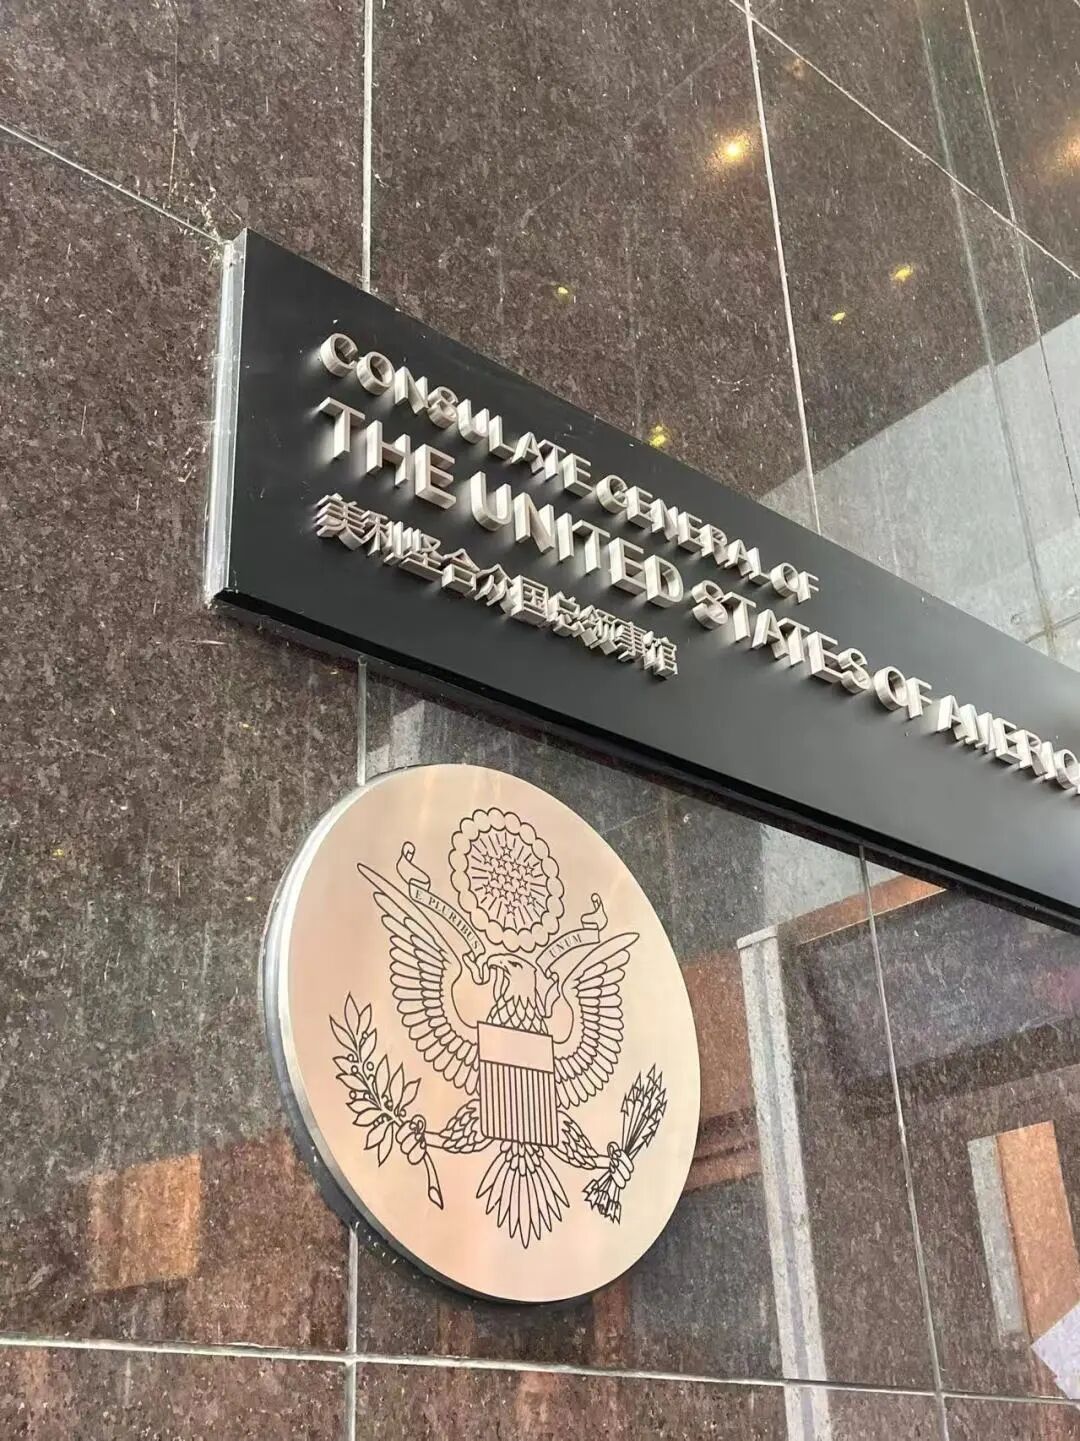 CONSULATE GENERAL OF
THE UNITED STATES OF AMERICA
美利坚合众国总领事馆
E PLURIBUS UNUM